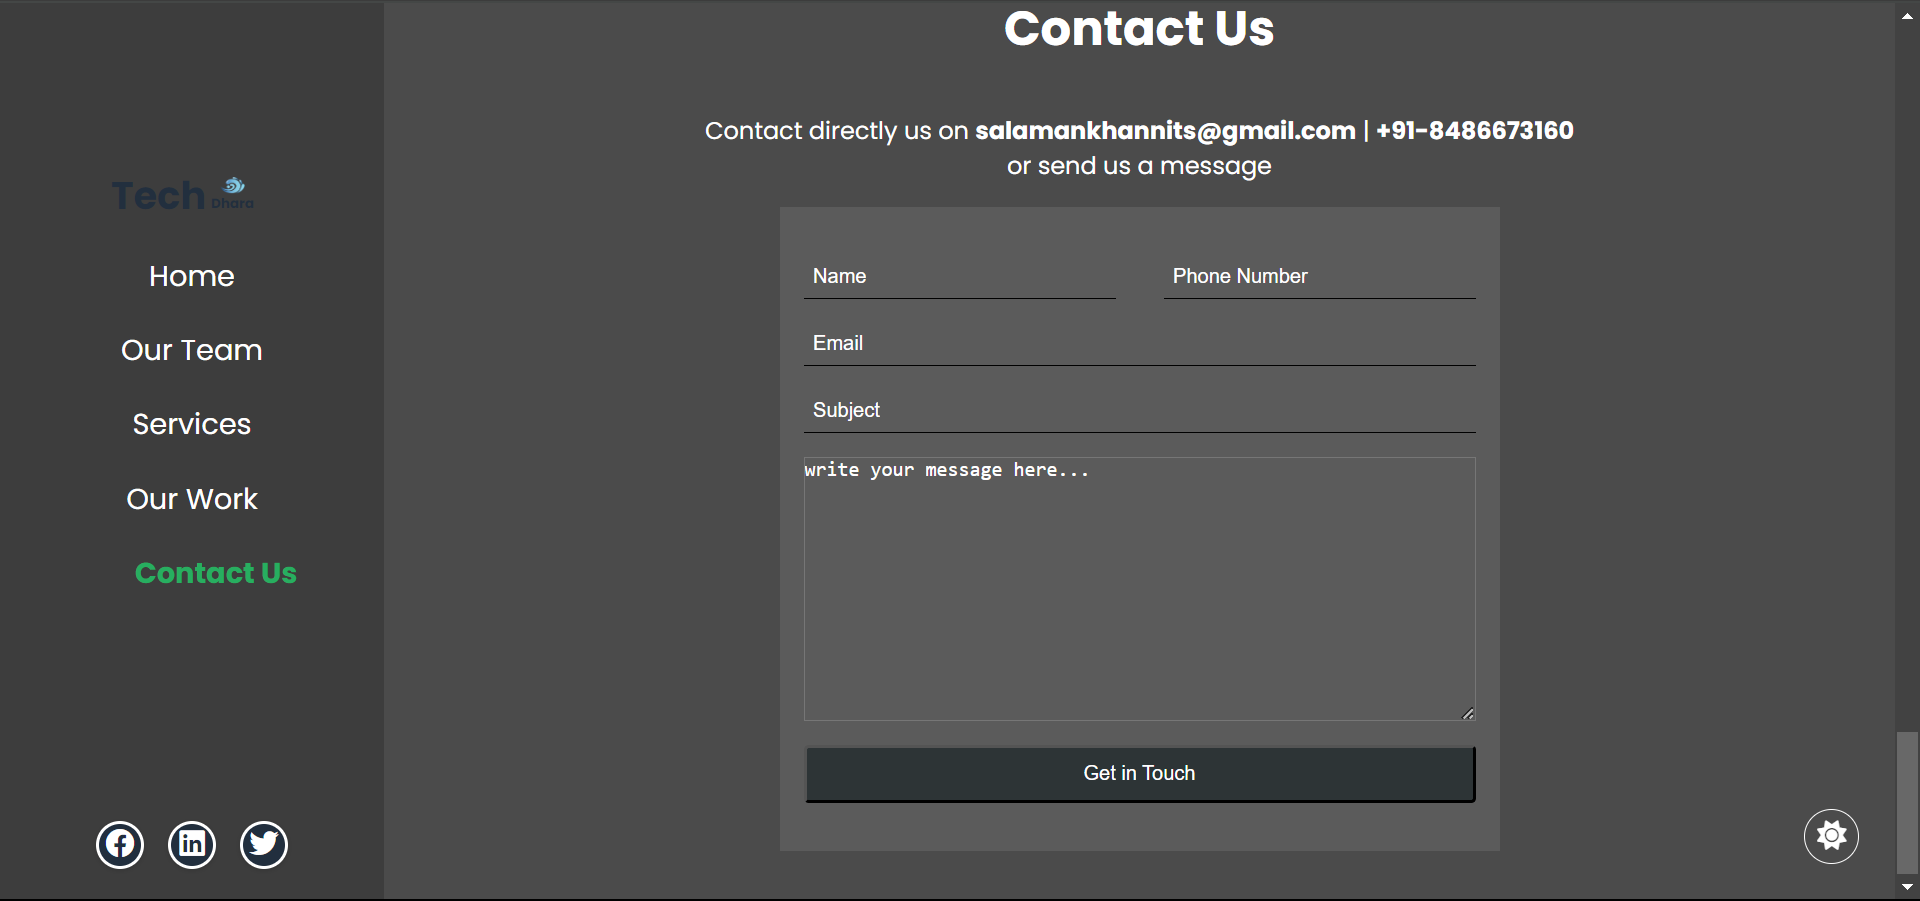 Tech Dhara
Home
Our Team
Services
Our Work
Contact Us
Contact Us
Contact directly us on salamankhannits@gmail.com | +91-8486673160
or send us a message
Name
Phone Number
Email
Subject
write your message here...
Get in Touch